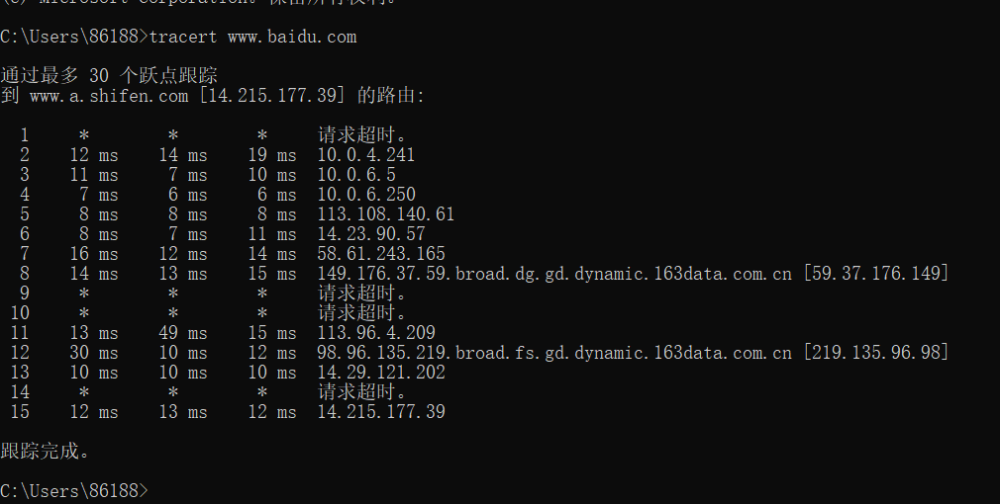 (c) Microsoft Corporation。保留所有权利。
C:\Users\86188>tracert www.baidu.com
通过最多 30 个跃点跟踪
到 www.a.shifen.com [14.215.177.39] 的路由:
1 * * * 请求超时。
2 12 ms 14 ms 19 ms 10.0.4.241
3 11 ms 7 ms 10 ms 10.0.6.5
4 7 ms 6 ms 6 ms 10.0.6.250
5 8 ms 8 ms 8 ms 113.108.140.61
6 8 ms 7 ms 11 ms 14.23.90.57
7 16 ms 12 ms 14 ms 58.61.243.165
8 14 ms 13 ms 15 ms 149.176.37.59.broad.dg.gd.dynamic.163data.com.cn [59.37.176.149]
9 * * * 请求超时。
10 * * * 请求超时。
11 13 ms 49 ms 15 ms 113.96.4.209
12 30 ms 10 ms 12 ms 98.96.135.219.broad.fs.gd.dynamic.163data.com.cn [219.135.96.98]
13 10 ms 10 ms 10 ms 14.29.121.202
14 * * * 请求超时。
15 12 ms 13 ms 12 ms 14.215.177.39
跟踪完成。
C:\Users\86188>